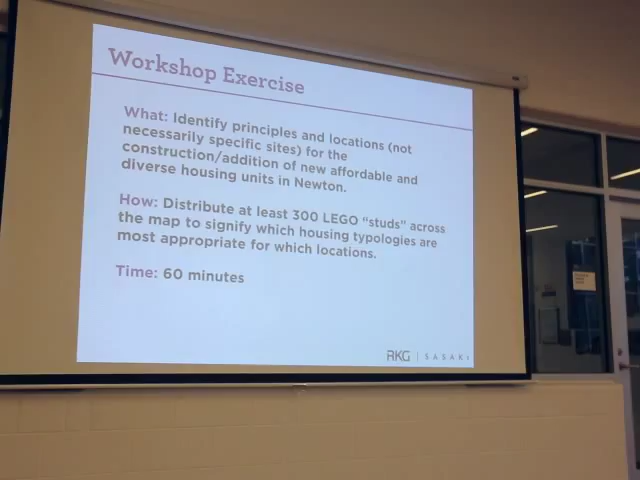 Workshop Exercise
What: Identify principles and locations (not
necessarily specific sites) for the
construction/addition of new affordable and
diverse housing units in Newton.
How: Distribute at least 300 LEGO “studs” across
the map to signify which housing typologies are
most appropriate for which locations.
Time: 60 minutes
RKG | SASAKI